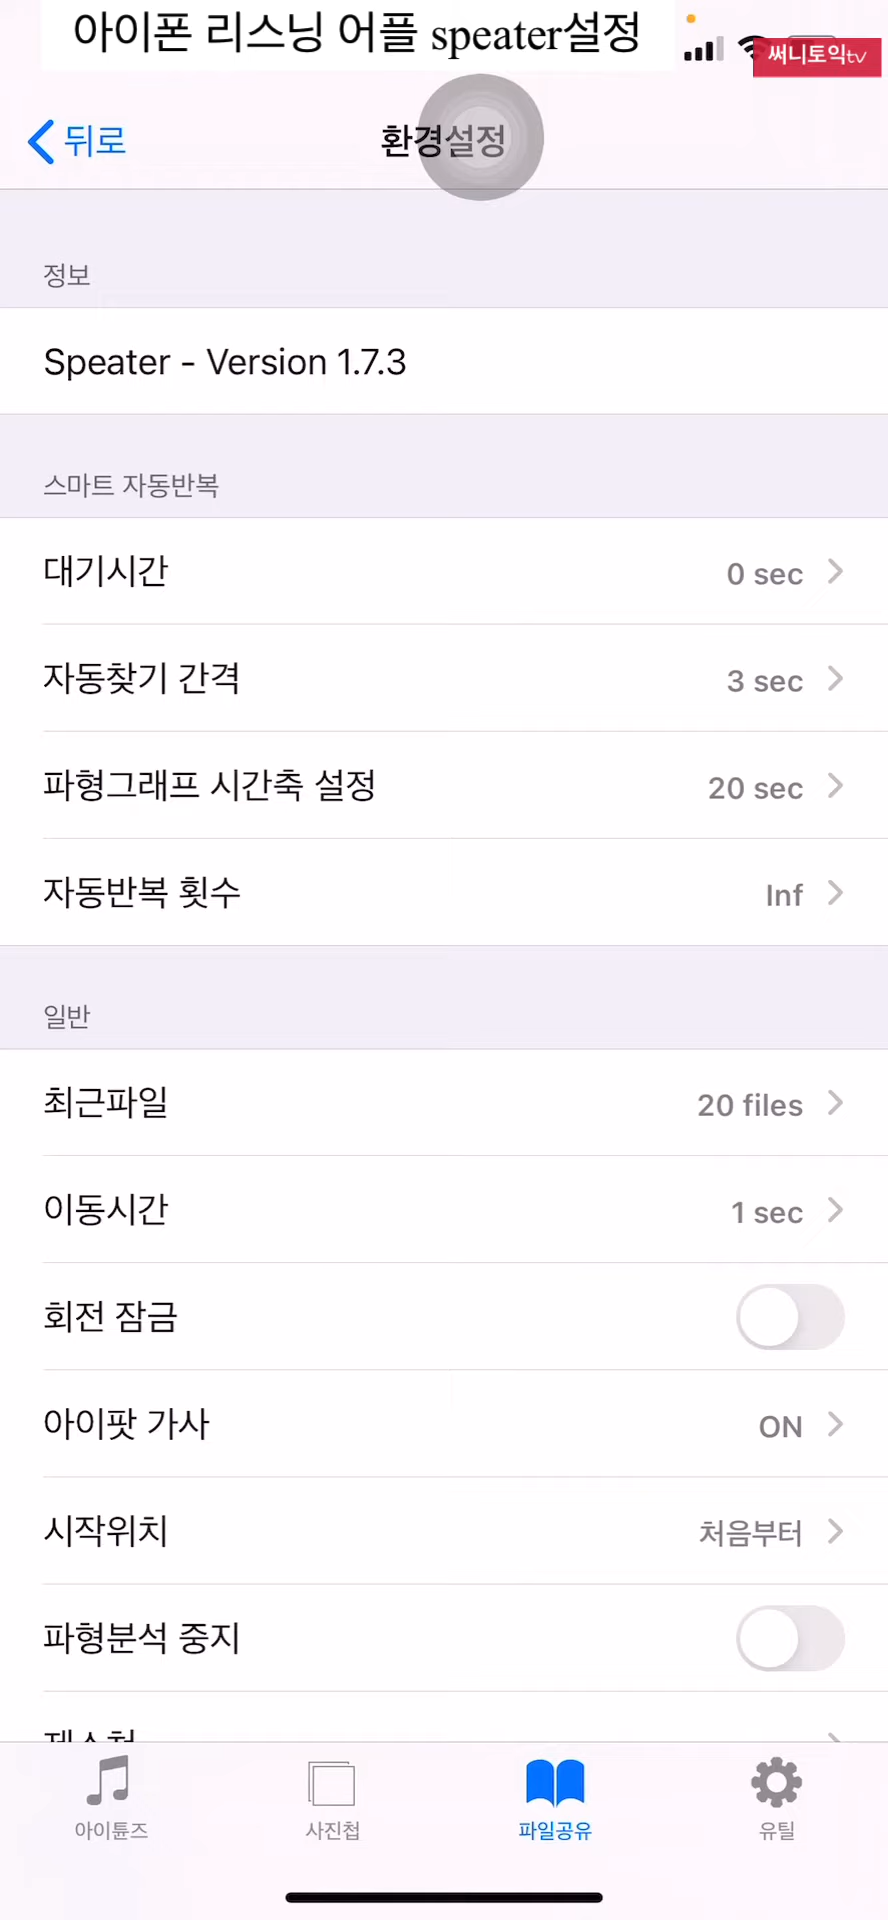 아이폰 리스닝 어플 speater설정
써니토익tv
뒤로
환경설정
정보
Speater - Version 1.7.3
스마트 자동반복
대기시간 0 sec
자동찾기 간격 3 sec
파형그래프 시간축 설정 20 sec
자동반복 횟수 Inf
일반
최근파일 20 files
이동시간 1 sec
회전 잠금
아이팟 가사 ON
시작위치 처음부터
파형분석 중지
아이튠즈 사진첩 파일공유 유틸